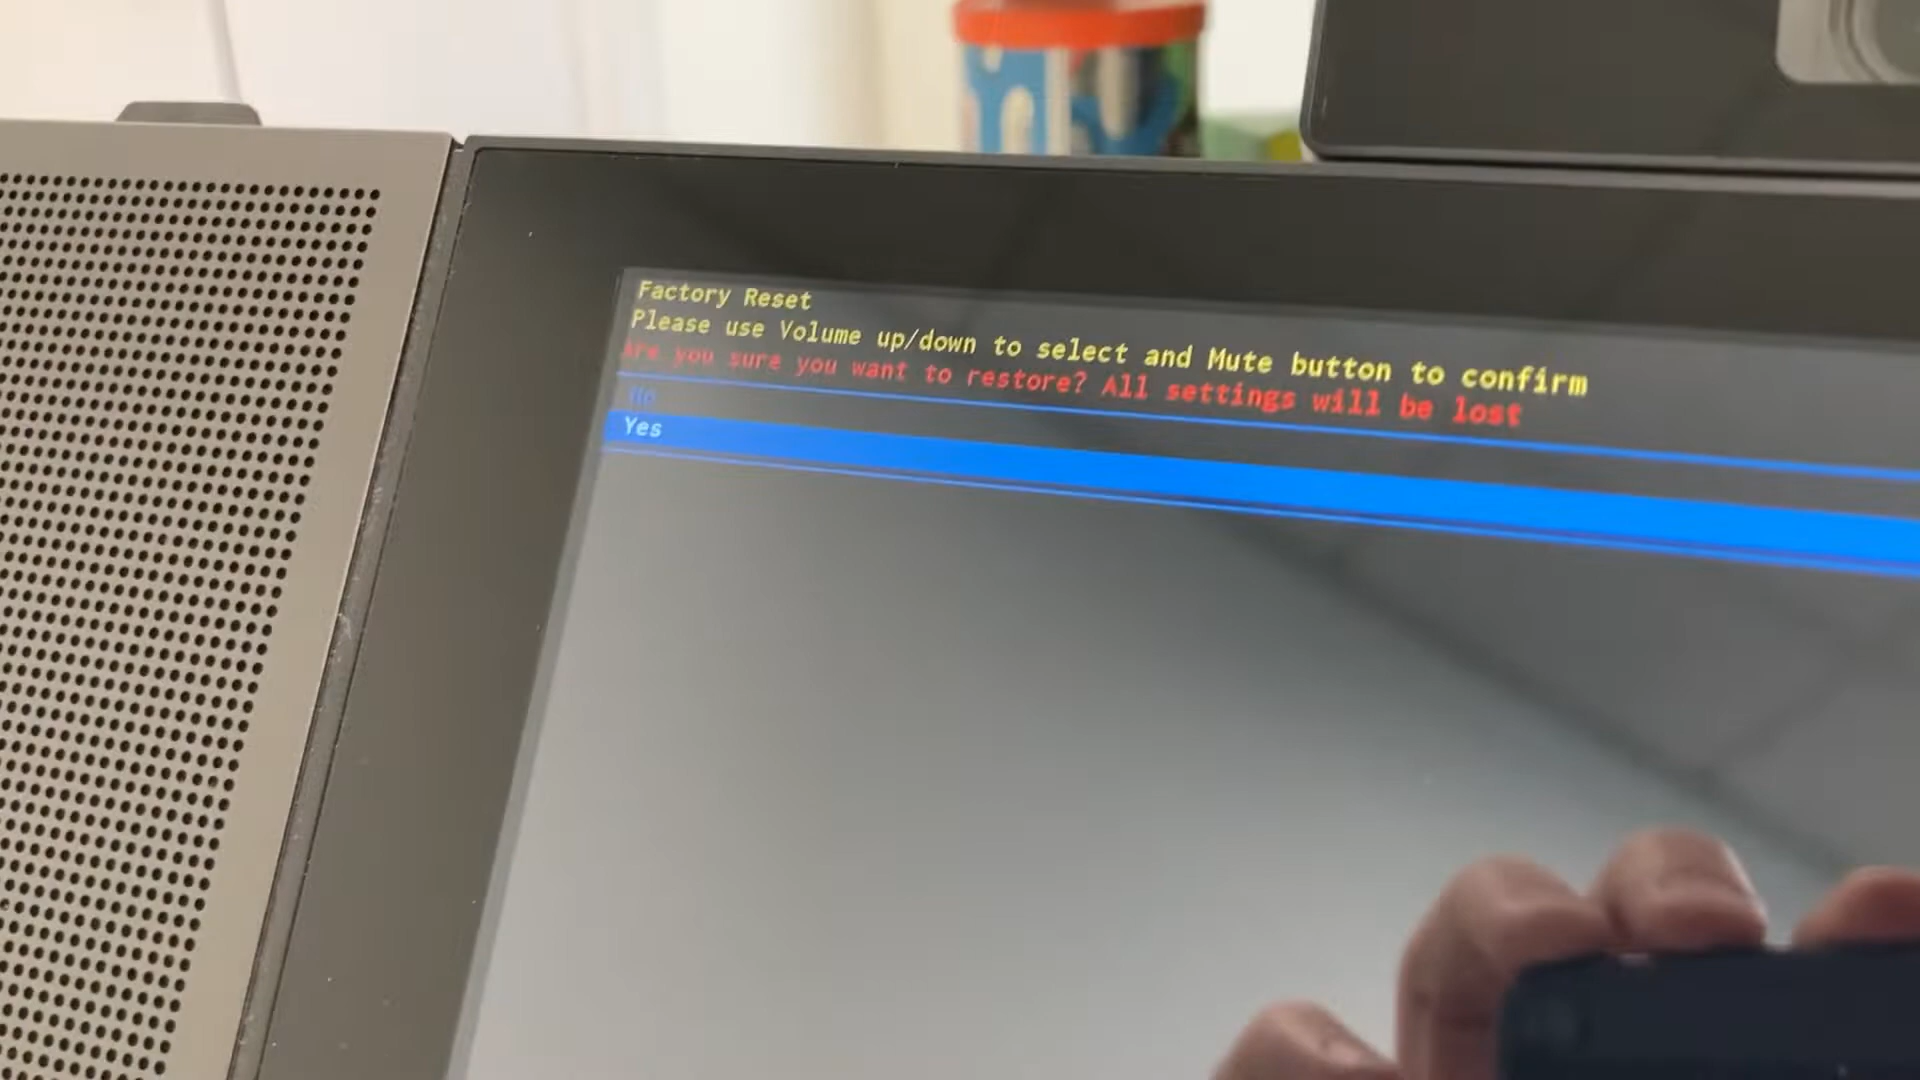 Factory Reset
Please use Volume up/down to select and Mute button to confirm
Are you sure you want to restore? All settings will be lost
No
Yes